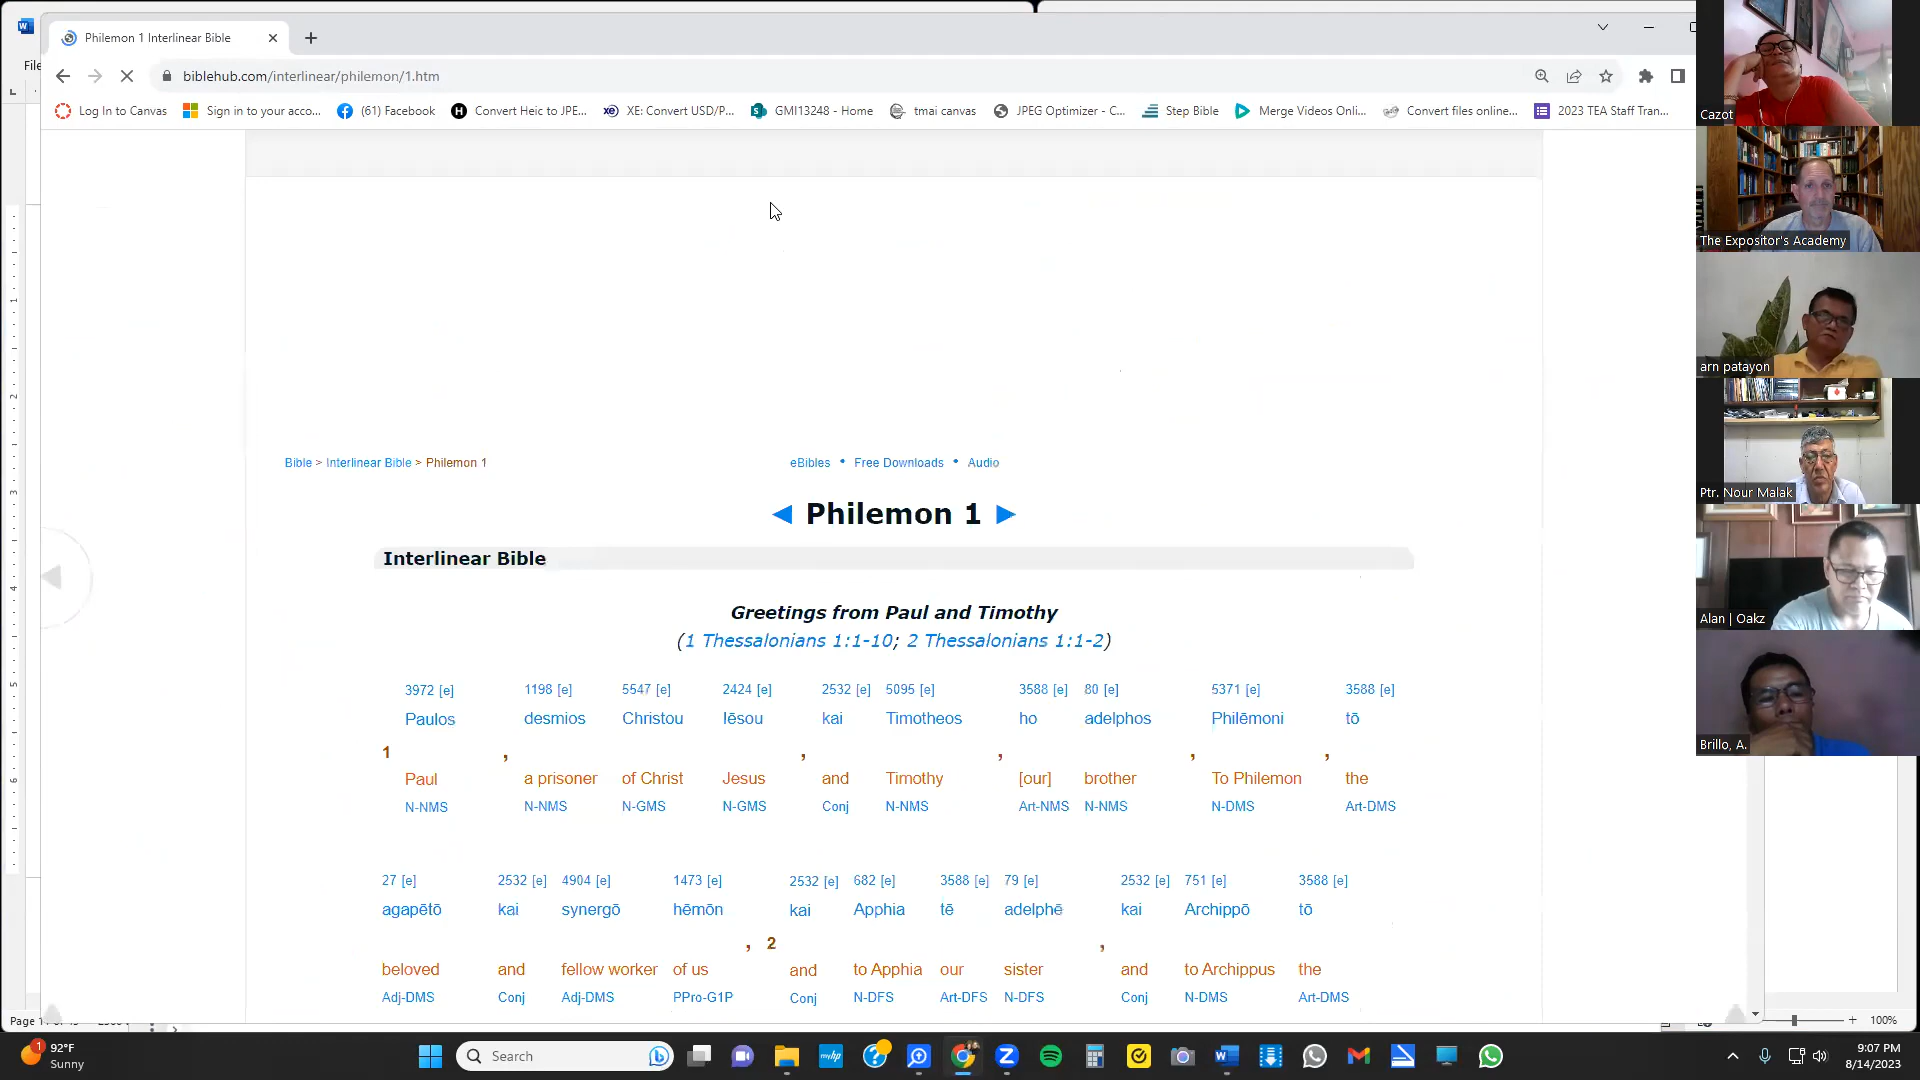 Philemon 1 Interlinear Bible
File
biblehub.com/interlinear/philemon/1.htm
Log In to Canvas Sign in to your acco... (61) Facebook Convert Heic to JPE... XE: Convert USD/P... GMI13248 - Home tmai canvas JPEG Optimizer - C... Step Bible Merge Videos Onli... Convert files online... 2023 TEA Staff Tran...
Bible > Interlinear Bible > Philemon 1
eBibles • Free Downloads • Audio
◄ Philemon 1 ►
Interlinear Bible
Greetings from Paul and Timothy
(1 Thessalonians 1:1-10; 2 Thessalonians 1:1-2)
3972 [e] 1198 [e] 5547 [e] 2424 [e] 2532 [e] 5095 [e] 3588 [e] 80 [e] 5371 [e] 3588 [e]
Paulos desmios Christou Iēsou kai Timotheos ho adelphos Philēmoni tō
1 , , , , ,
Paul a prisoner of Christ Jesus and Timothy [our] brother To Philemon the
N-NMS N-NMS N-GMS N-GMS Conj N-NMS Art-NMS N-NMS N-DMS Art-DMS
27 [e] 2532 [e] 4904 [e] 1473 [e] 2532 [e] 682 [e] 3588 [e] 79 [e] 2532 [e] 751 [e] 3588 [e]
agapētō kai synergō hēmōn kai Apphia tē adelphē kai Archippō tō
, 2 ,
beloved and fellow worker of us and to Apphia our sister and to Archippus the
Adj-DMS Conj Adj-DMS PPro-G1P Conj N-DFS Art-DFS N-DFS Conj N-DMS Art-DMS
Cazot
The Expositor's Academy
arn patayon
Ptr. Nour Malak
Alan | Oakz
Brillo, A.
100%
1
92°F
Sunny
Search
myhp
9:07 PM
8/14/2023